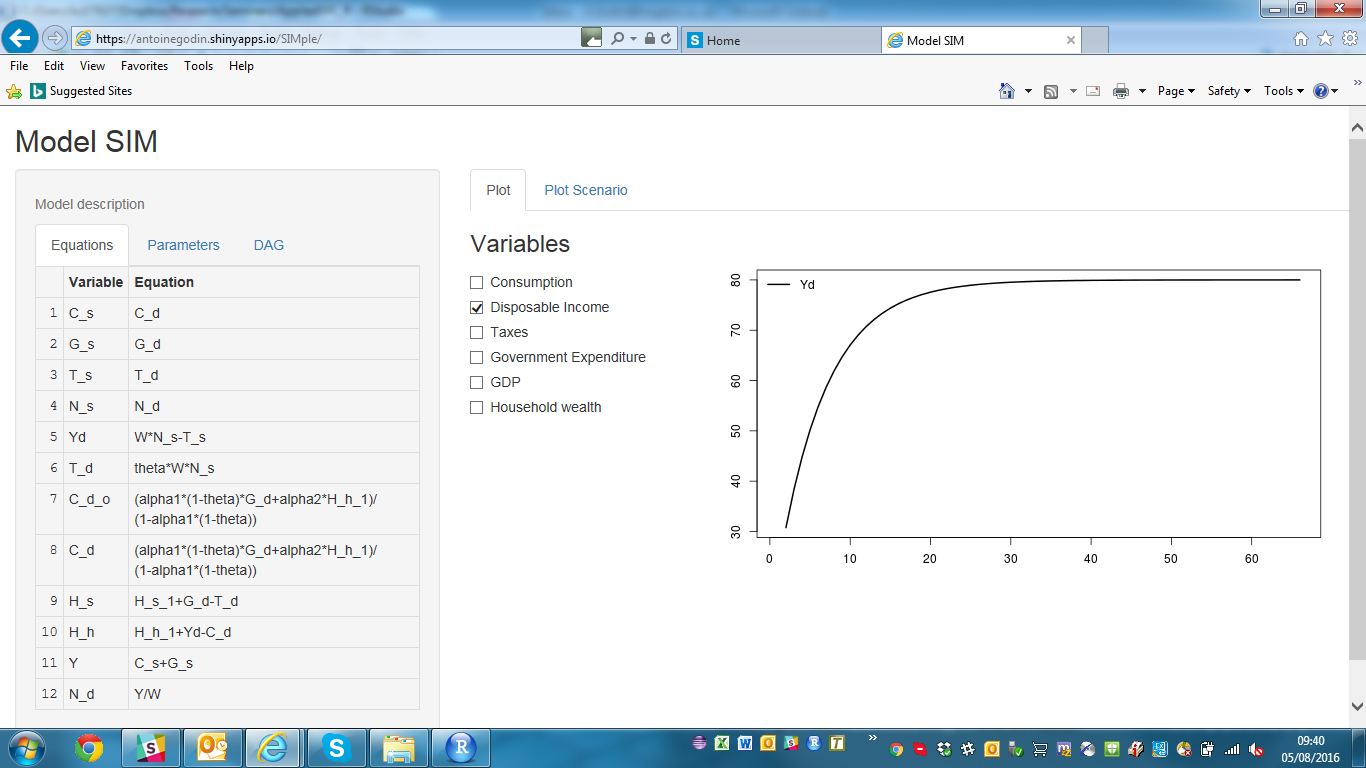 https://antoinegodin.shinyapps.io/SIMple/
Home
Model SIM
File Edit View Favorites Tools Help
Suggested Sites
Page Safety Tools
Model SIM
Model description
Equations Parameters DAG
Variable Equation
1 C_s C_d
2 G_s G_d
3 T_s T_d
4 N_s N_d
5 Yd W*N_s-T_s
6 T_d theta*W*N_s
7 C_d_o (alpha1*(1-theta)*G_d+alpha2*H_h_1)/
(1-alpha1*(1-theta))
8 C_d (alpha1*(1-theta)*G_d+alpha2*H_h_1)/
(1-alpha1*(1-theta))
9 H_s H_s_1+G_d-T_d
10 H_h H_h_1+Yd-C_d
11 Y C_s+G_s
12 N_d Y/W
Plot Plot Scenario
Variables
Consumption
Disposable Income
Taxes
Government Expenditure
GDP
Household wealth
Yd
80
70
60
50
40
30
0 10 20 30 40 50 60
09:40
05/08/2016